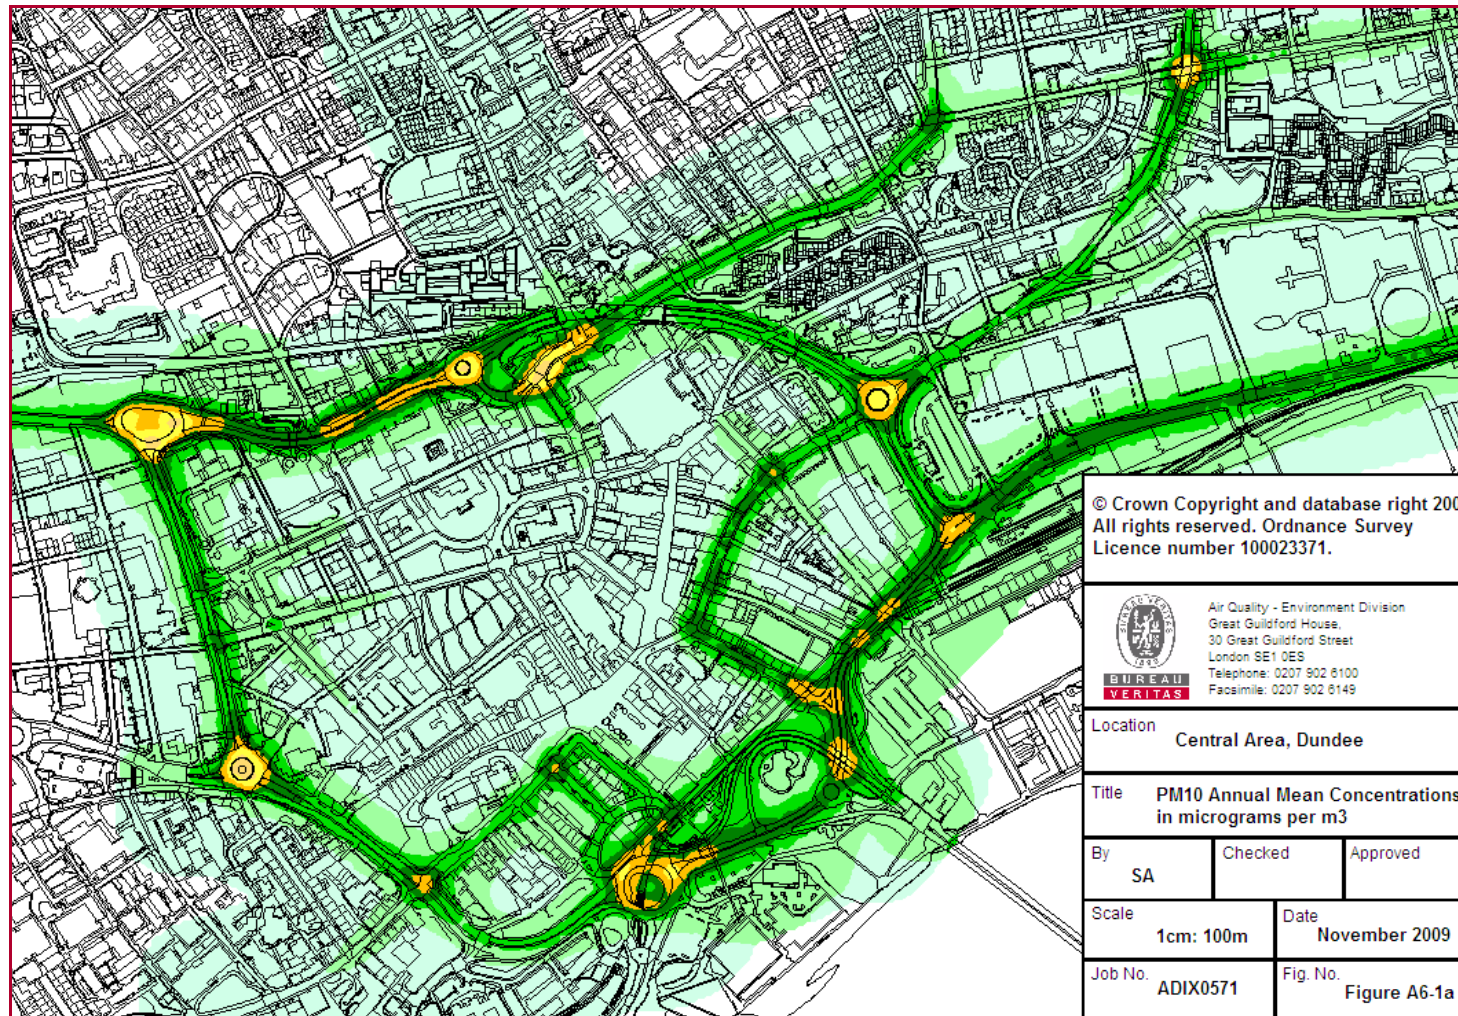 © Crown Copyright and database right 200
All rights reserved. Ordnance Survey
Licence number 100023371.
BUREAU VERITAS
1828
BUREAU
VERITAS
Air Quality - Environment Division
Great Guildford House,
30 Great Guildford Street
London SE1 0ES
Telephone: 0207 902 6100
Facsimile: 0207 902 6149
Location
Central Area, Dundee
Title
PM10 Annual Mean Concentrations
in micrograms per m3
By
SA
Checked
Approved
Scale
1cm: 100m
Date
November 2009
Job No.
ADIX0571
Fig. No.
Figure A6-1a